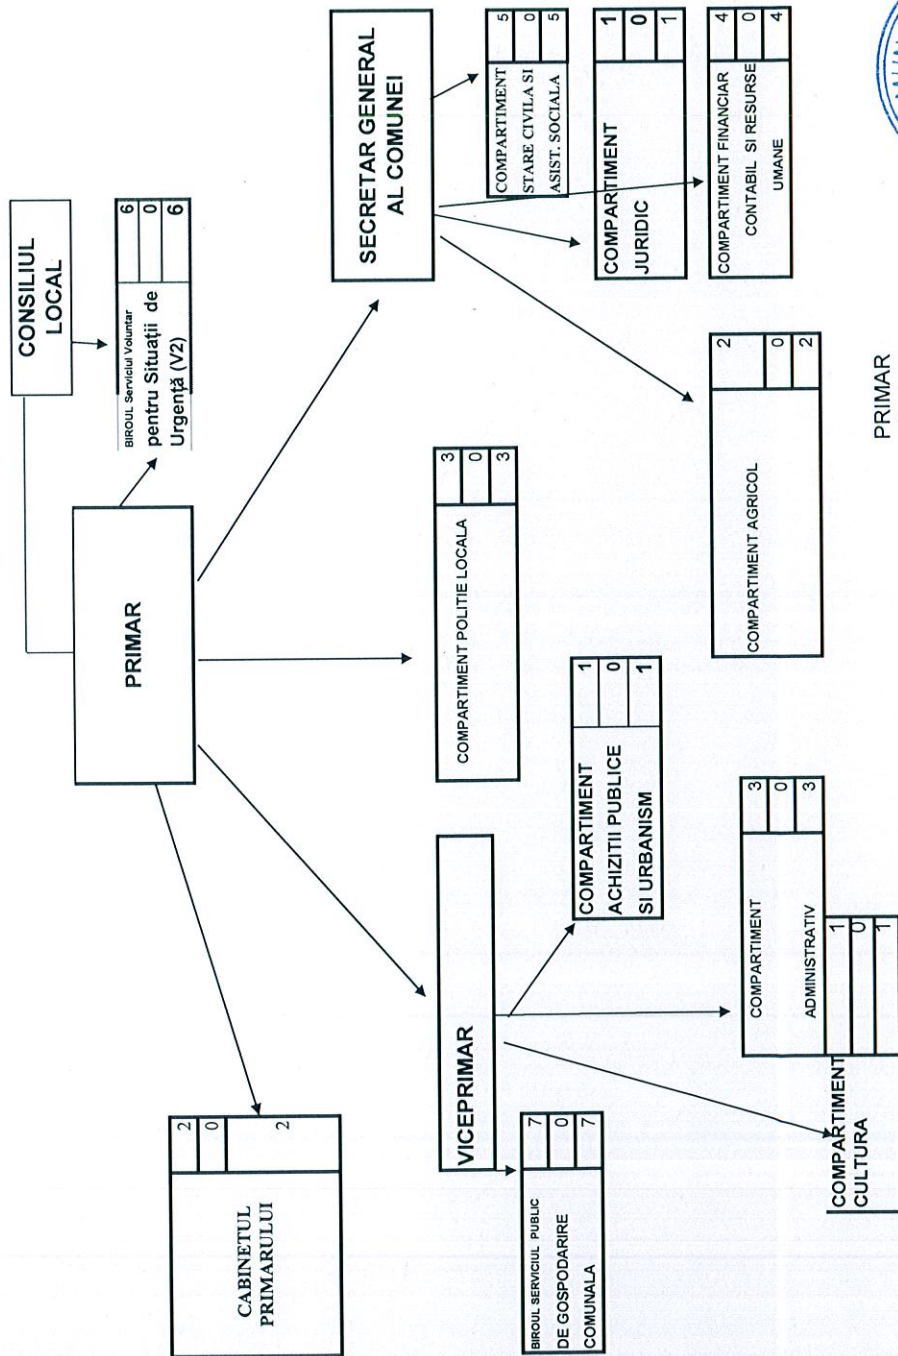 CONSILIUL
LOCAL
BIROUL Serviciul Voluntar
pentru Situații de
Urgență (V2)
6
0
6
PRIMAR
CABINETUL
PRIMARULUI
2
0
2
VICEPRIMAR
COMPARTIMENT POLITIE LOCALA
3
0
3
SECRETAR GENERAL
AL COMUNEI
BIROUL SERVICIUL PUBLIC
DE GOSPODARIRE
COMUNALA
7
0
7
COMPARTIMENT
ACHIZITII PUBLICE
SI URBANISM
1
0
1
COMPARTIMENT
STARE CIVILA SI
ASIST. SOCIALA
5
0
5
COMPARTIMENT
JURIDIC
1
0
1
COMPARTIMENT
ADMINISTRATIV
3
0
3
COMPARTIMENT AGRICOL
2
0
2
COMPARTIMENT FINANCIAR
CONTABIL SI RESURSE
UMANE
4
0
4
COMPARTIMENT
CULTURA
1
0
1
PRIMAR